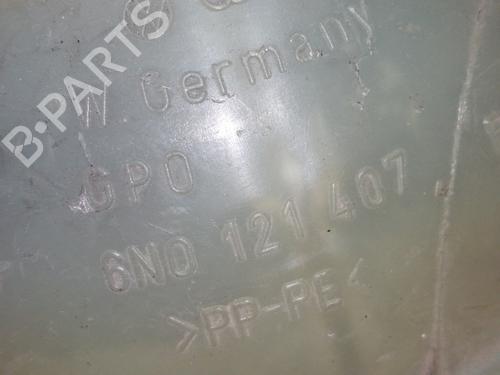 W Germany
GPO
6N0 121 407
>PP-PE<
B-PARTS